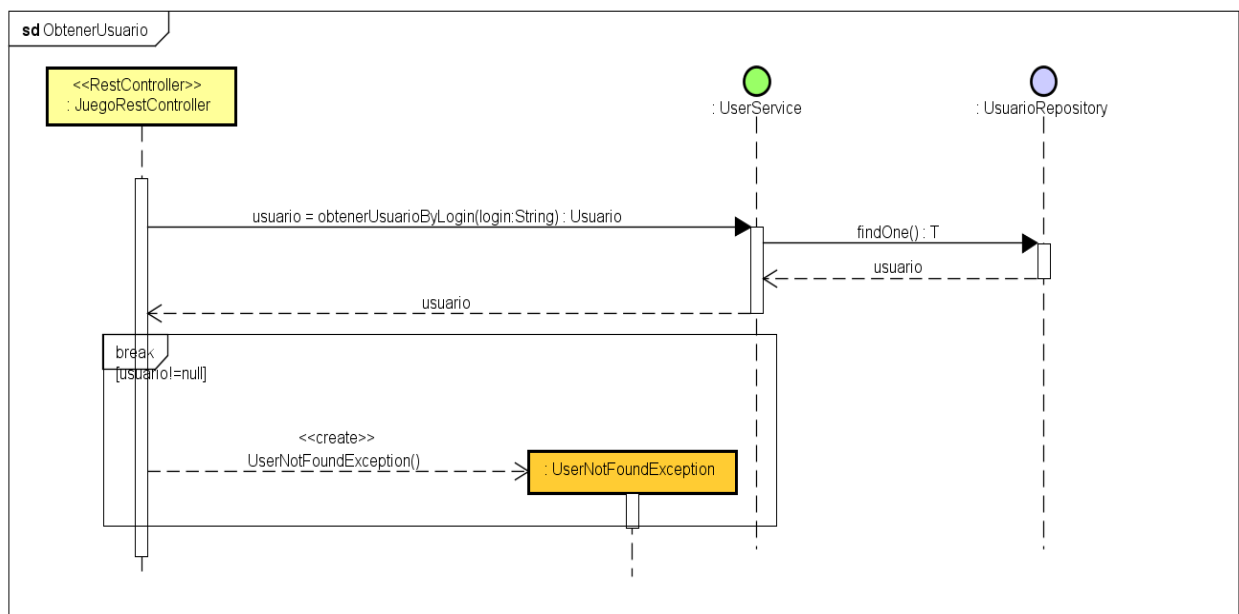 sd ObtenerUsuario
<<RestController>>
: JuegoRestController
: UserService
: UsuarioRepository
usuario = obtenerUsuarioByLogin(login:String) : Usuario
findOne() : T
usuario
usuario
break
[usuario!=null]
<<create>>
UserNotFoundException()
: UserNotFoundException